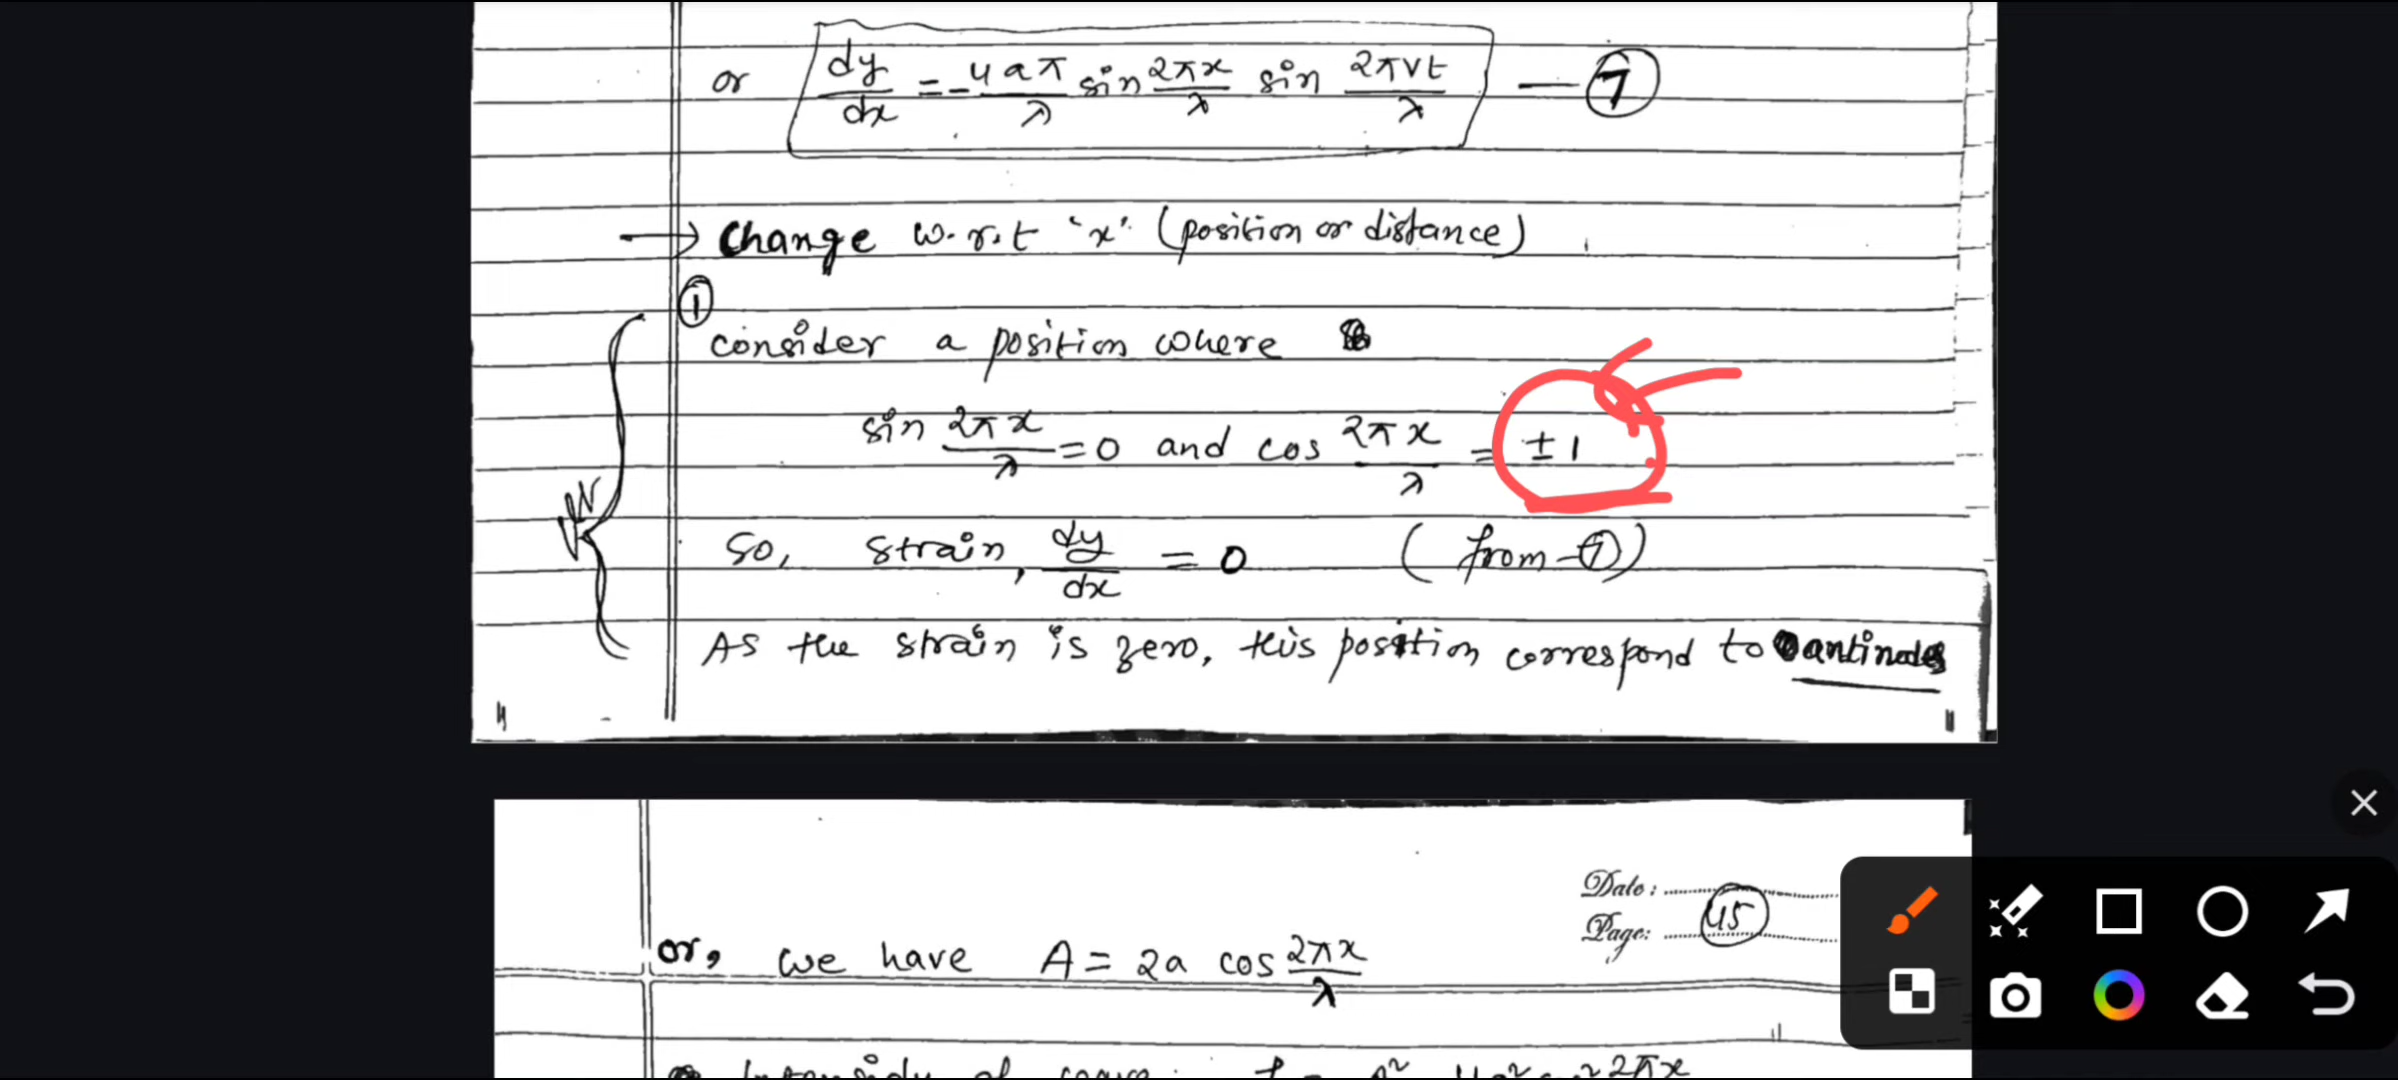 or dy/dx = -4aπ/λ sin 2πx/λ sin 2πvt/λ — 7
→ Change w.r.t 'x' (position or distance)
1
consider a position where
sin 2πx/λ = 0 and cos 2πx/λ = ±1
So, strain, dy/dx = 0 (from - 7)
As the strain is zero, this position correspond to antinodes
Date:
Page: 45
or, we have A = 2a cos 2πx/λ